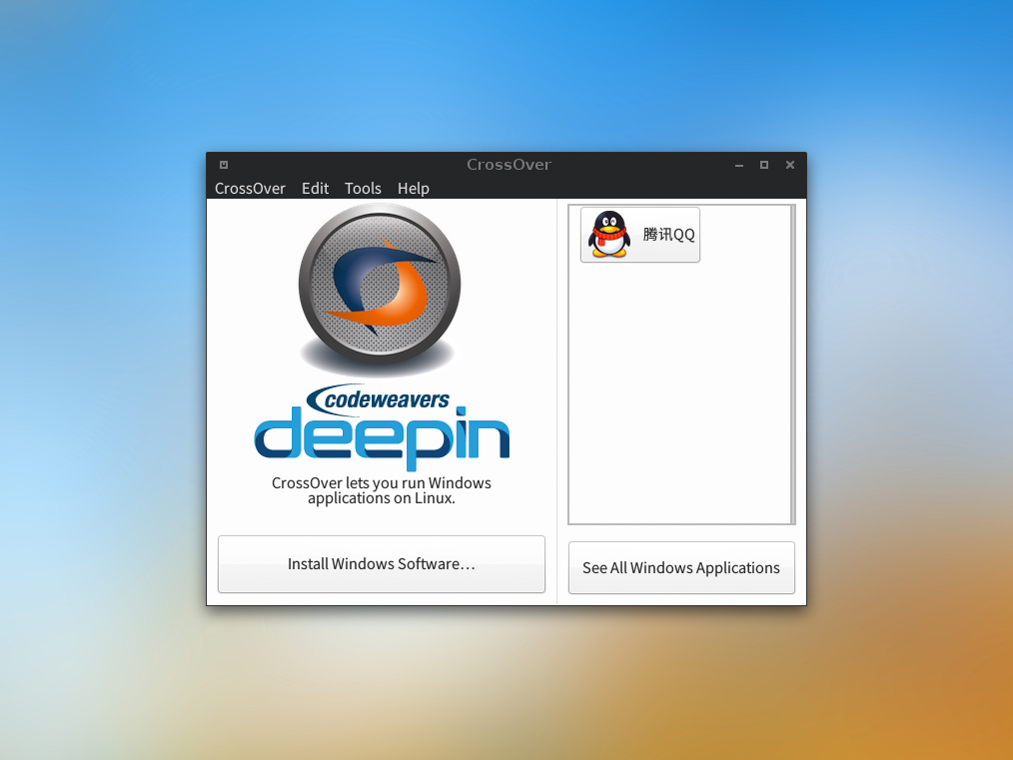 CrossOver
CrossOver Edit Tools Help
腾讯QQ
codeweavers
deepin
CrossOver lets you run Windows
applications on Linux.
Install Windows Software…
See All Windows Applications